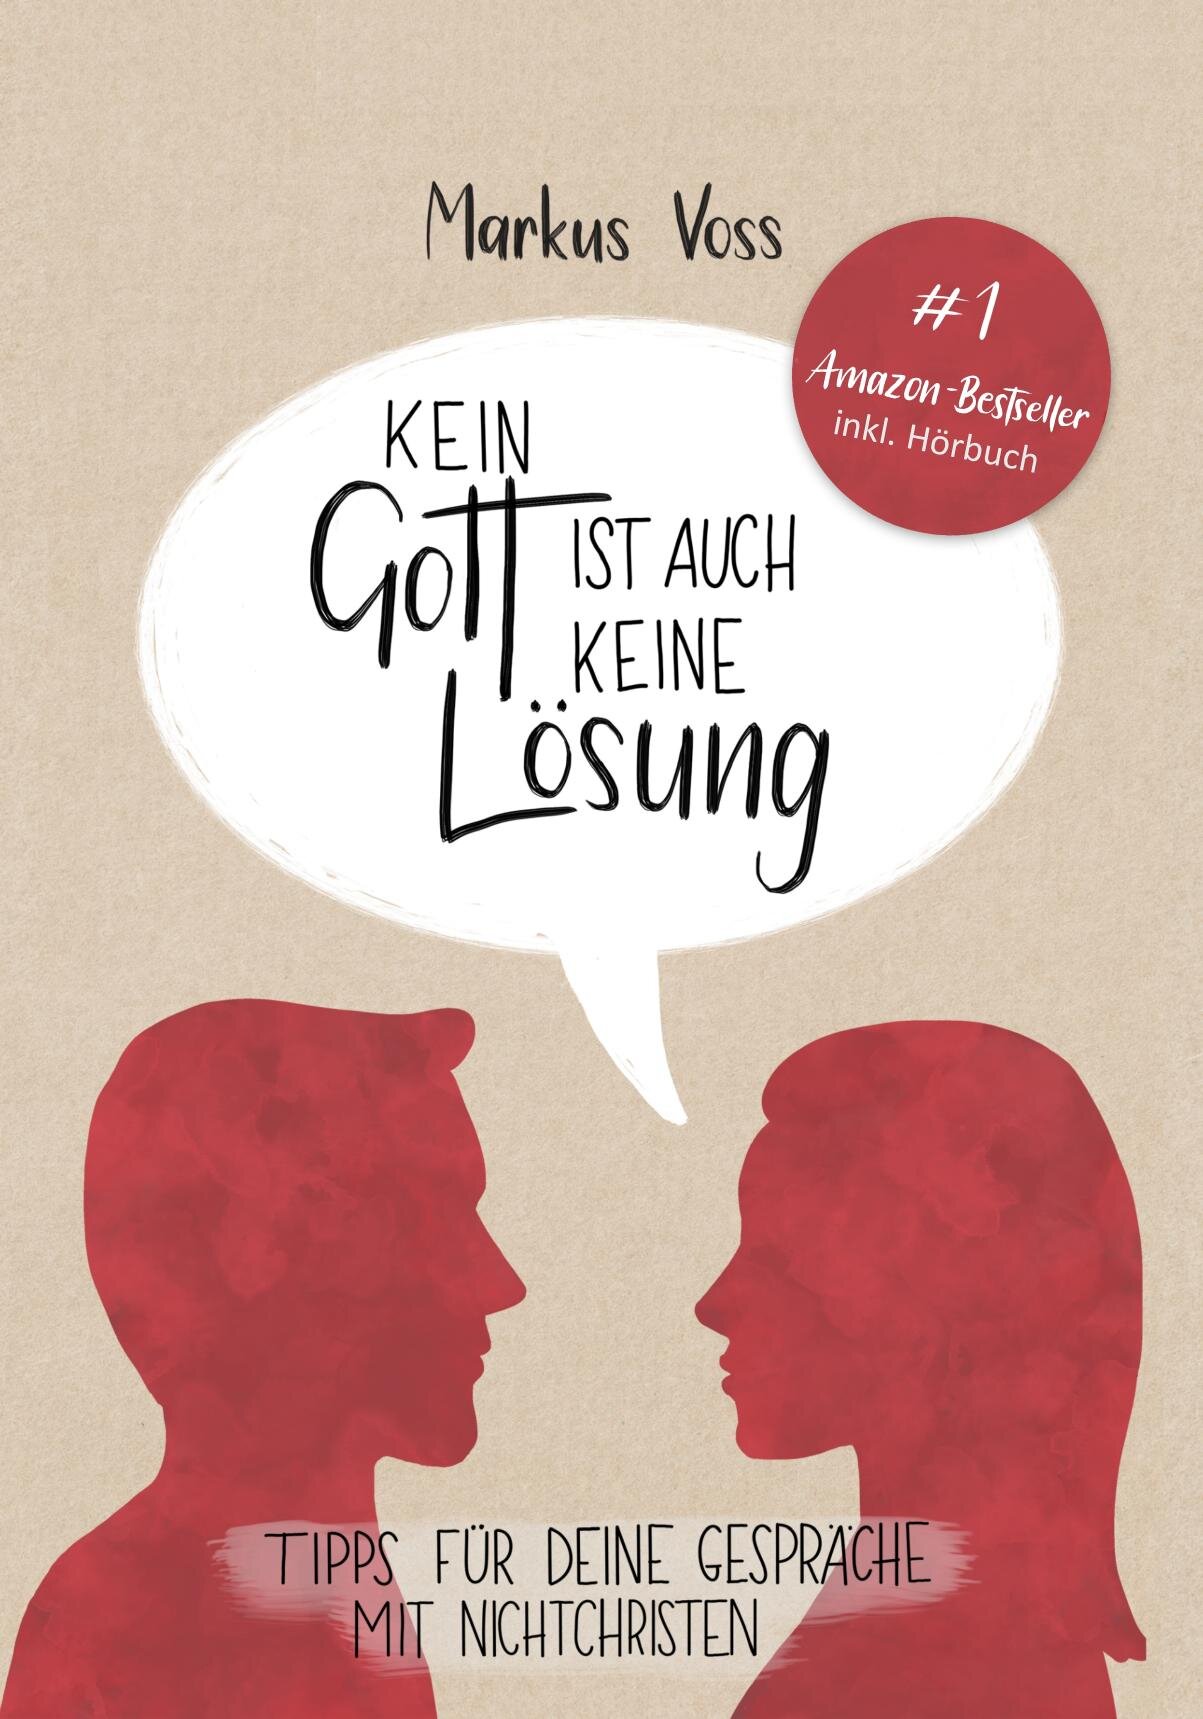 Markus Voss
#1
Amazon-Bestseller
inkl. Hörbuch
KEIN
Gott IST AUCH
KEINE
Lösung
TIPPS FÜR DEINE GESPRÄCHE
MIT NICHTCHRISTEN